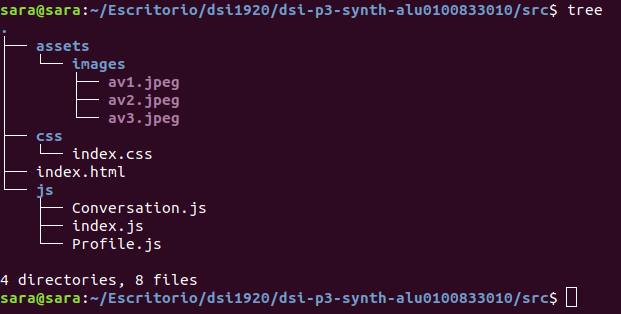 sara@sara:~/Escritorio/dsi1920/dsi-p3-synth-alu0100833010/src$ tree
.
├── assets
│   └── images
│       ├── av1.jpeg
│       ├── av2.jpeg
│       └── av3.jpeg
├── css
│   └── index.css
├── index.html
└── js
    ├── Conversation.js
    ├── index.js
    └── Profile.js
4 directories, 8 files
sara@sara:~/Escritorio/dsi1920/dsi-p3-synth-alu0100833010/src$